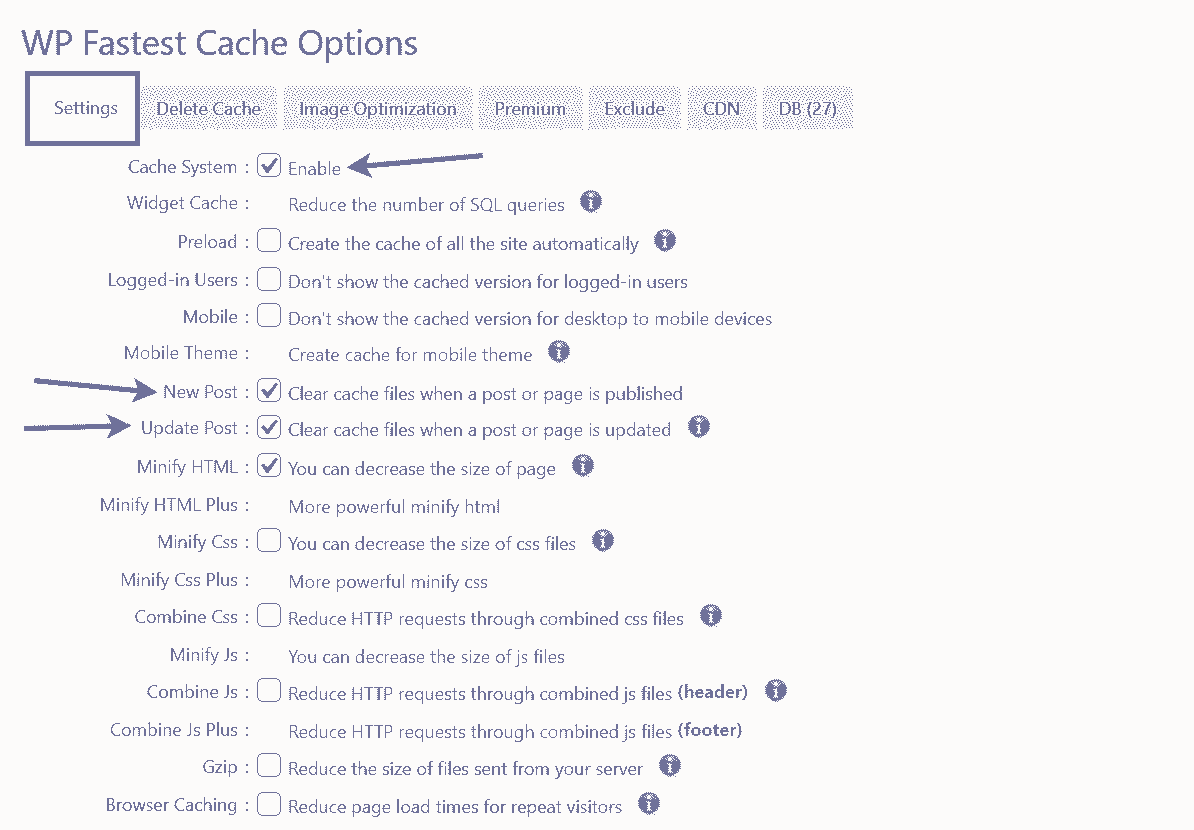 WP Fastest Cache Options
Settings Delete Cache Image Optimization Premium Exclude CDN DB (27)
Cache System : Enable
Widget Cache : Reduce the number of SQL queries
Preload : Create the cache of all the site automatically
Logged-in Users : Don't show the cached version for logged-in users
Mobile : Don't show the cached version for desktop to mobile devices
Mobile Theme : Create cache for mobile theme
New Post : Clear cache files when a post or page is published
Update Post : Clear cache files when a post or page is updated
Minify HTML : You can decrease the size of page
Minify HTML Plus : More powerful minify html
Minify Css : You can decrease the size of css files
Minify Css Plus : More powerful minify css
Combine Css : Reduce HTTP requests through combined css files
Minify Js : You can decrease the size of js files
Combine Js : Reduce HTTP requests through combined js files (header)
Combine Js Plus : Reduce HTTP requests through combined js files (footer)
Gzip : Reduce the size of files sent from your server
Browser Caching : Reduce page load times for repeat visitors